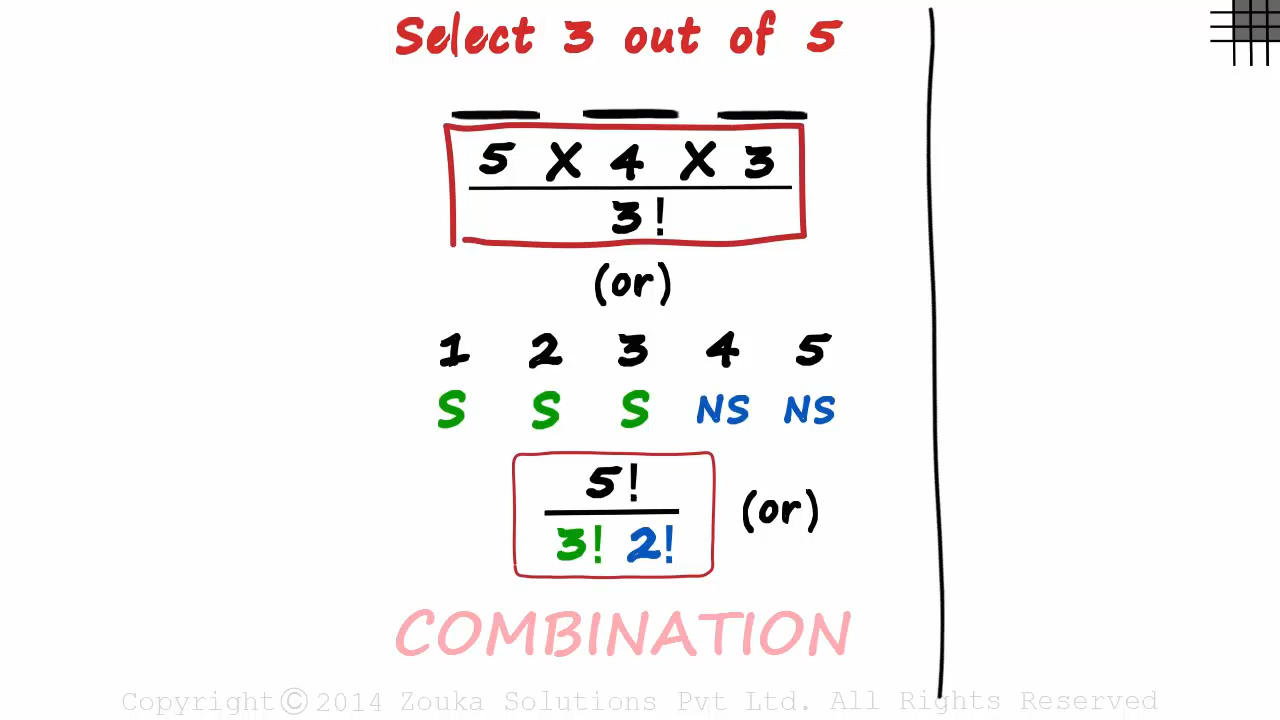 Select 3 out of 5
5 X 4 X 3
3!
(or)
1 2 3 4 5
S S S NS NS
5!
3! 2!
(or)
COMBINATION
Copyright© 2014 Zouka Solutions Pvt Ltd. All Rights Reserved